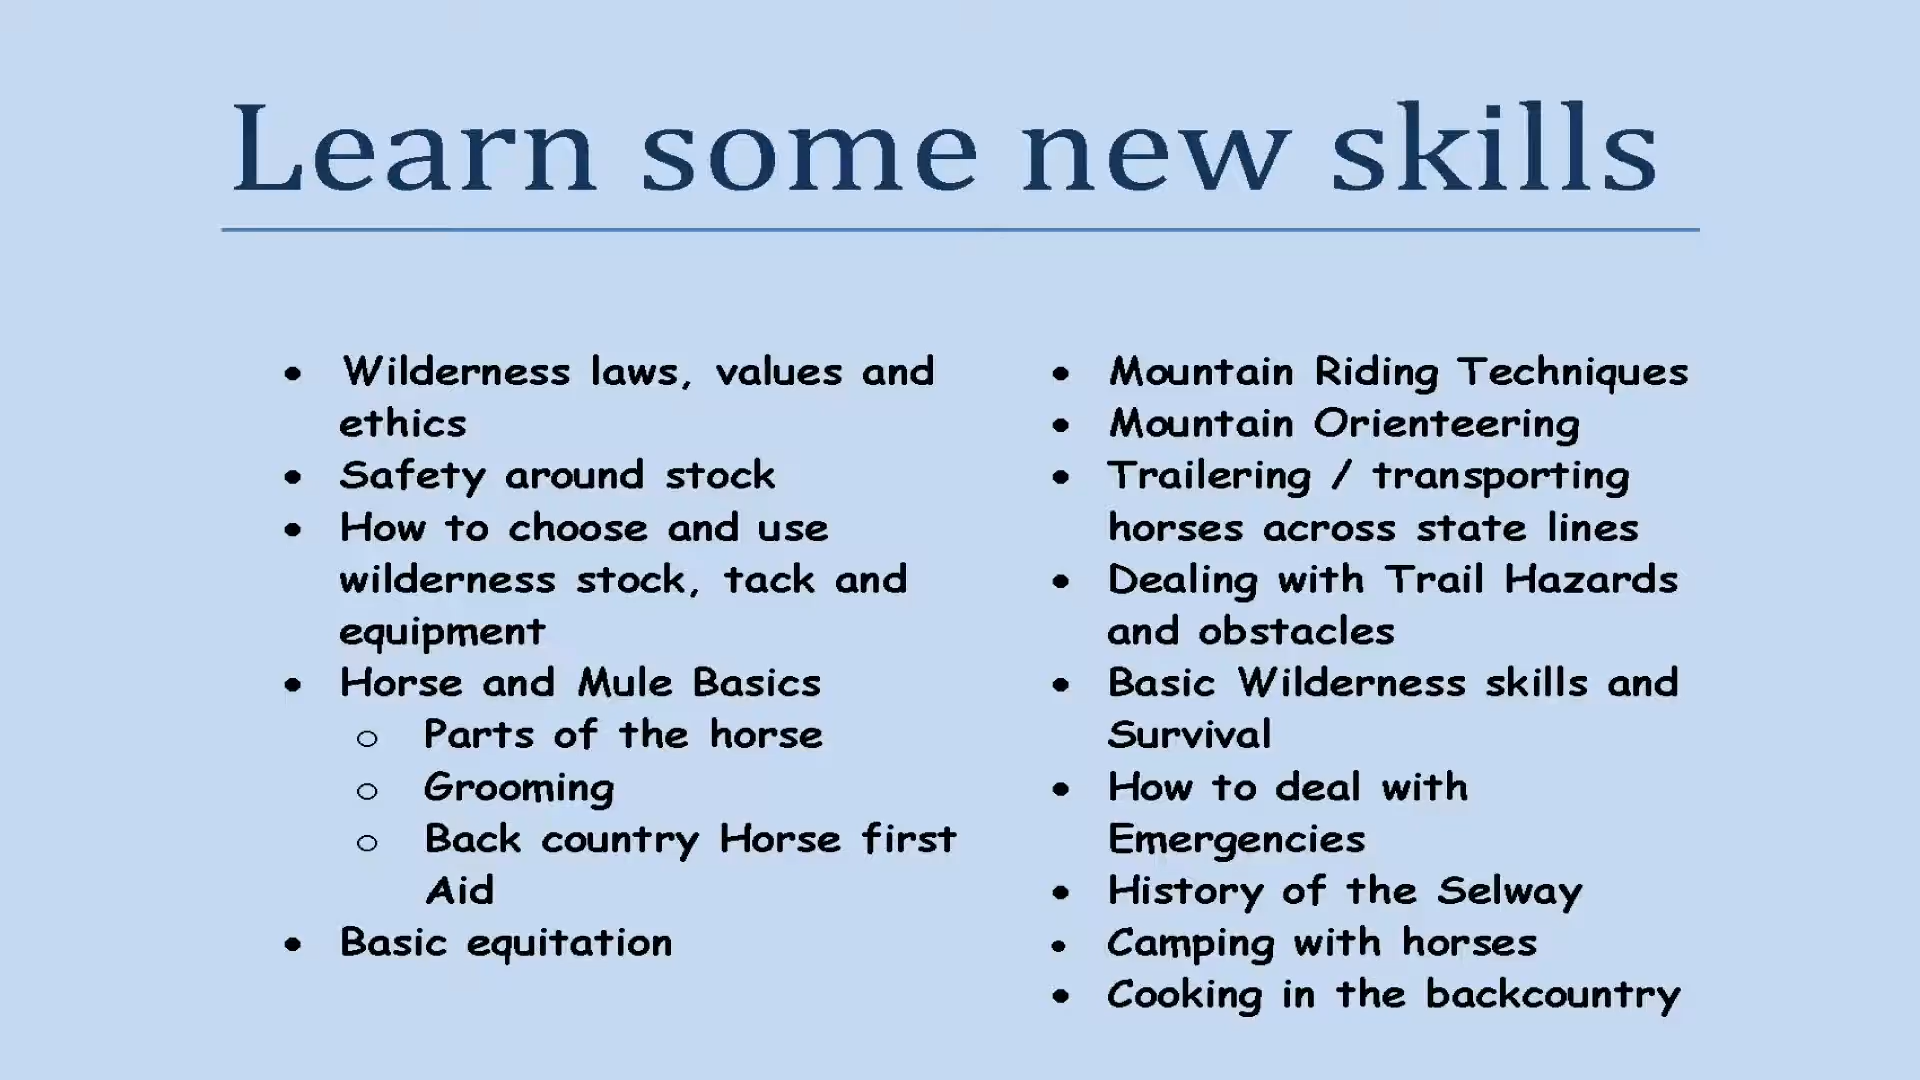 Learn some new skills
• Wilderness laws, values and
ethics
• Safety around stock
• How to choose and use
wilderness stock, tack and
equipment
• Horse and Mule Basics
o Parts of the horse
o Grooming
o Back country Horse first
Aid
• Basic equitation
• Mountain Riding Techniques
• Mountain Orienteering
• Trailering / transporting
horses across state lines
• Dealing with Trail Hazards
and obstacles
• Basic Wilderness skills and
Survival
• How to deal with
Emergencies
• History of the Selway
• Camping with horses
• Cooking in the backcountry